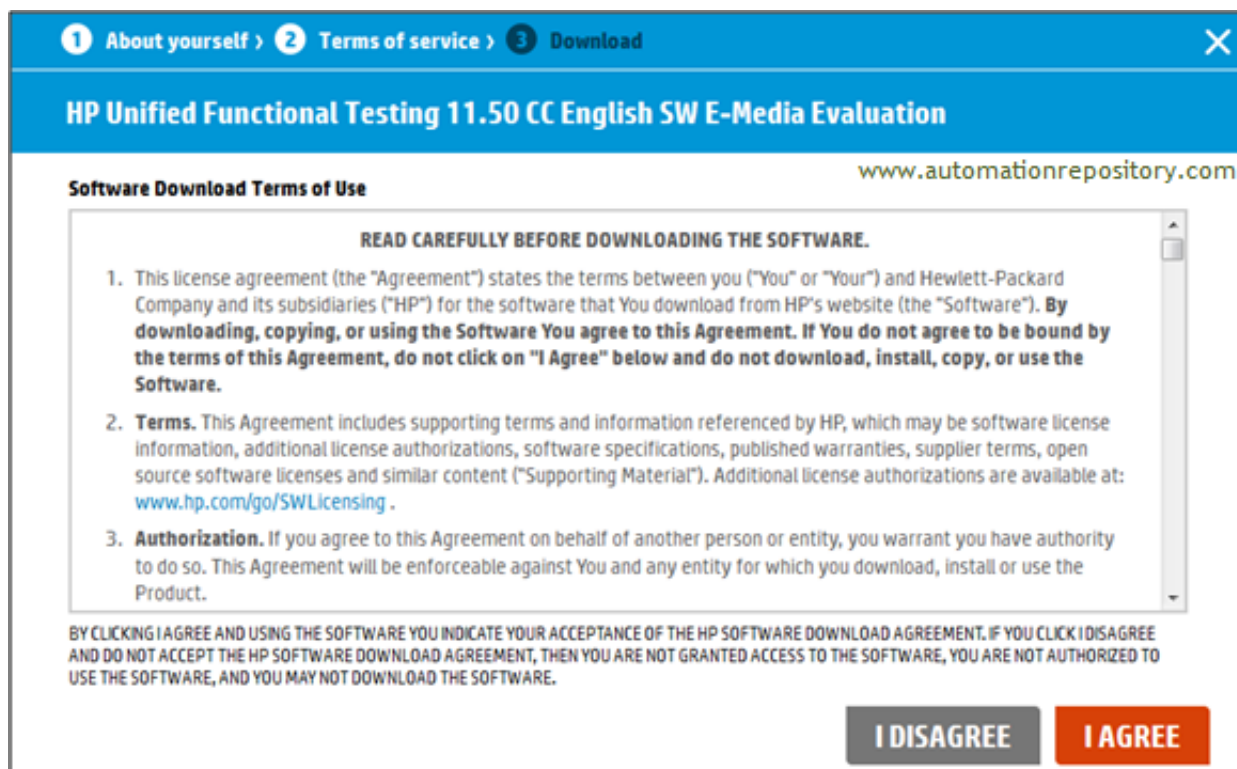 1 About yourself > 2 Terms of service > 3 Download
HP Unified Functional Testing 11.50 CC English SW E-Media Evaluation
www.automationrepository.com
Software Download Terms of Use
READ CAREFULLY BEFORE DOWNLOADING THE SOFTWARE.
1. This license agreement (the "Agreement") states the terms between you ("You" or "Your") and Hewlett-Packard
Company and its subsidiaries ("HP") for the software that You download from HP's website (the "Software"). By
downloading, copying, or using the Software You agree to this Agreement. If You do not agree to be bound by
the terms of this Agreement, do not click on "I Agree" below and do not download, install, copy, or use the
Software.
2. Terms. This Agreement includes supporting terms and information referenced by HP, which may be software license
information, additional license authorizations, software specifications, published warranties, supplier terms, open
source software licenses and similar content ("Supporting Material"). Additional license authorizations are available at:
www.hp.com/go/SWLicensing .
3. Authorization. If you agree to this Agreement on behalf of another person or entity, you warrant you have authority
to do so. This Agreement will be enforceable against You and any entity for which you download, install or use the
Product.
BY CLICKING I AGREE AND USING THE SOFTWARE YOU INDICATE YOUR ACCEPTANCE OF THE HP SOFTWARE DOWNLOAD AGREEMENT. IF YOU CLICK I DISAGREE
AND DO NOT ACCEPT THE HP SOFTWARE DOWNLOAD AGREEMENT, THEN YOU ARE NOT GRANTED ACCESS TO THE SOFTWARE, YOU ARE NOT AUTHORIZED TO
USE THE SOFTWARE, AND YOU MAY NOT DOWNLOAD THE SOFTWARE.
I DISAGREE I AGREE